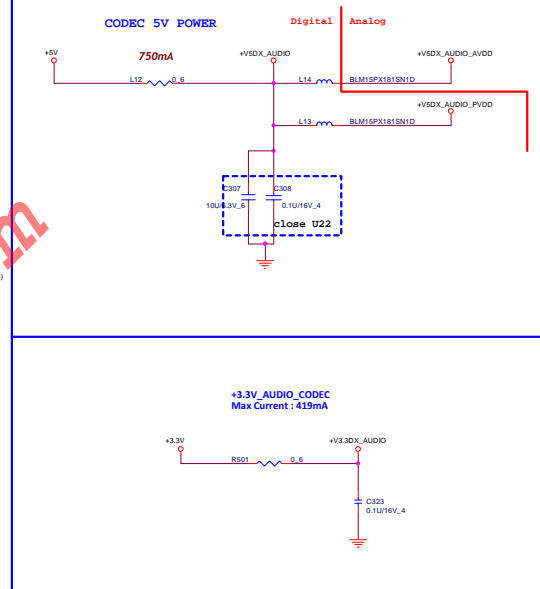 CODEC 5V POWER
Digital Analog
+5V
750mA
+V5DX_AUDIO
+V5DX_AUDIO_AVDD
L12 0_6
L14 BLM15PX181SN1D
+V5DX_AUDIO_PVDD
L13 BLM15PX181SN1D
C307 C308
10U/6.3V_6 0.1U/16V_4
close U22
m
)
+3.3V_AUDIO_CODEC
Max Current : 419mA
+3.3V
+V3.3DX_AUDIO
R501 0_6
C323
0.1U/16V_4